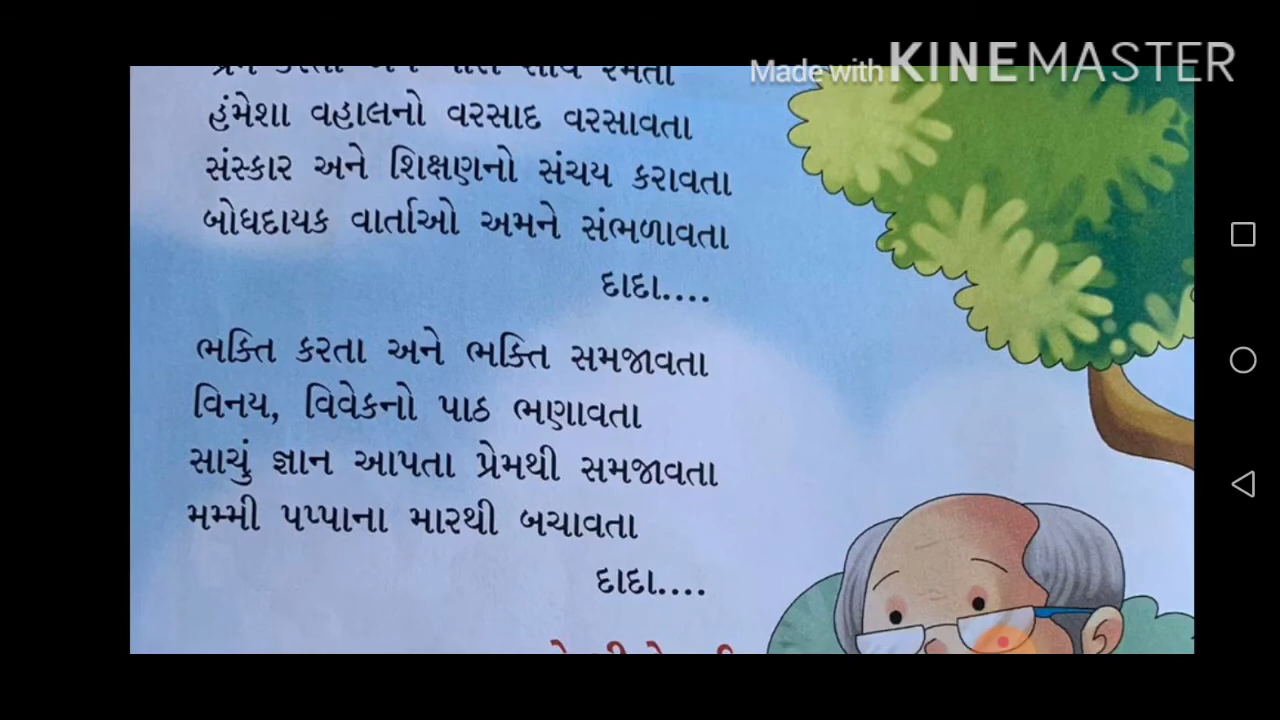 Made with KINEMASTER
રમતા
હંમેશા વહાલનો વરસાદ વરસાવતા
સંસ્કાર અને શિક્ષણનો સંચય કરાવતા
બોધદાયક વાર્તાઓ અમને સંભળાવતા
દાદા....
ભક્તિ કરતા અને ભક્તિ સમજાવતા
વિનય, વિવેકનો પાઠ ભણાવતા
સાચું જ્ઞાન આપતા પ્રેમથી સમજાવતા
મમ્મી પપ્પાના મારથી બચાવતા
દાદા....